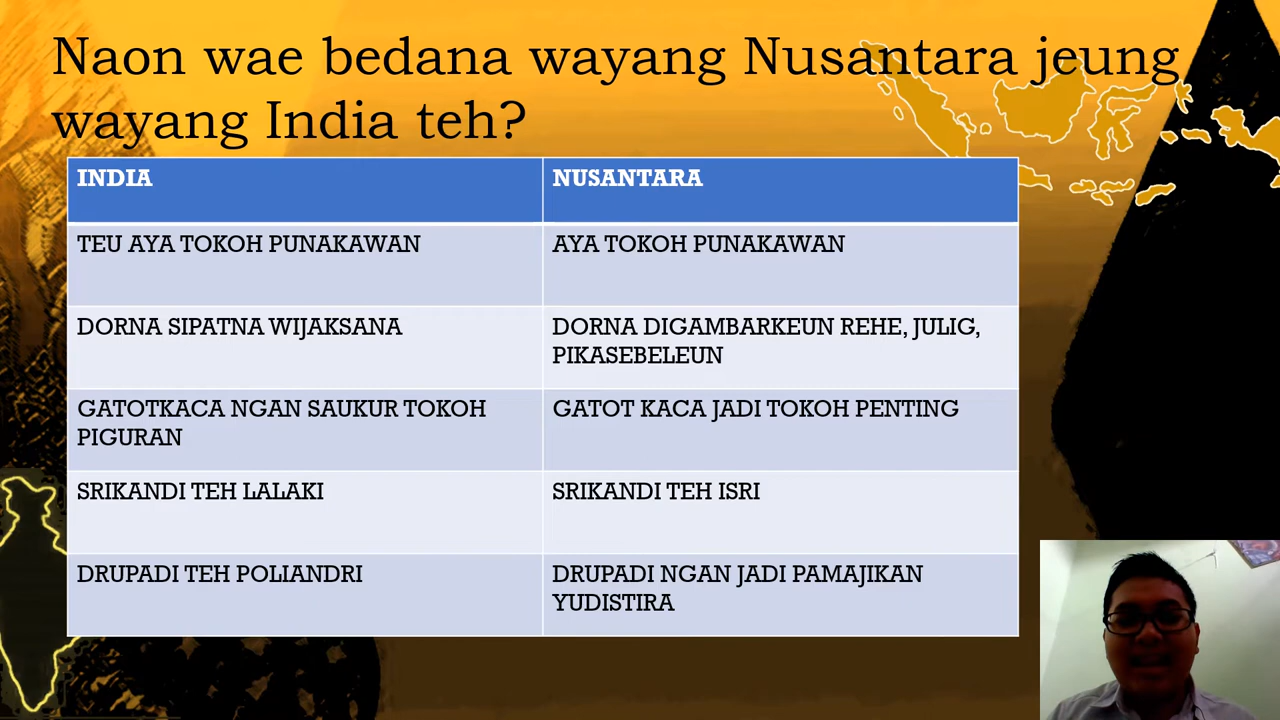 Naon wae bedana wayang Nusantara jeung
wayang India teh?
INDIA
NUSANTARA
TEU AYA TOKOH PUNAKAWAN
AYA TOKOH PUNAKAWAN
DORNA SIPATNA WIJAKSANA
DORNA DIGAMBARKEUN REHE, JULIG,
PIKASEBELEUN
GATOTKACA NGAN SAUKUR TOKOH
PIGURAN
GATOT KACA JADI TOKOH PENTING
SRIKANDI TEH LALAKI
SRIKANDI TEH ISRI
DRUPADI TEH POLIANDRI
DRUPADI NGAN JADI PAMAJIKAN
YUDISTIRA